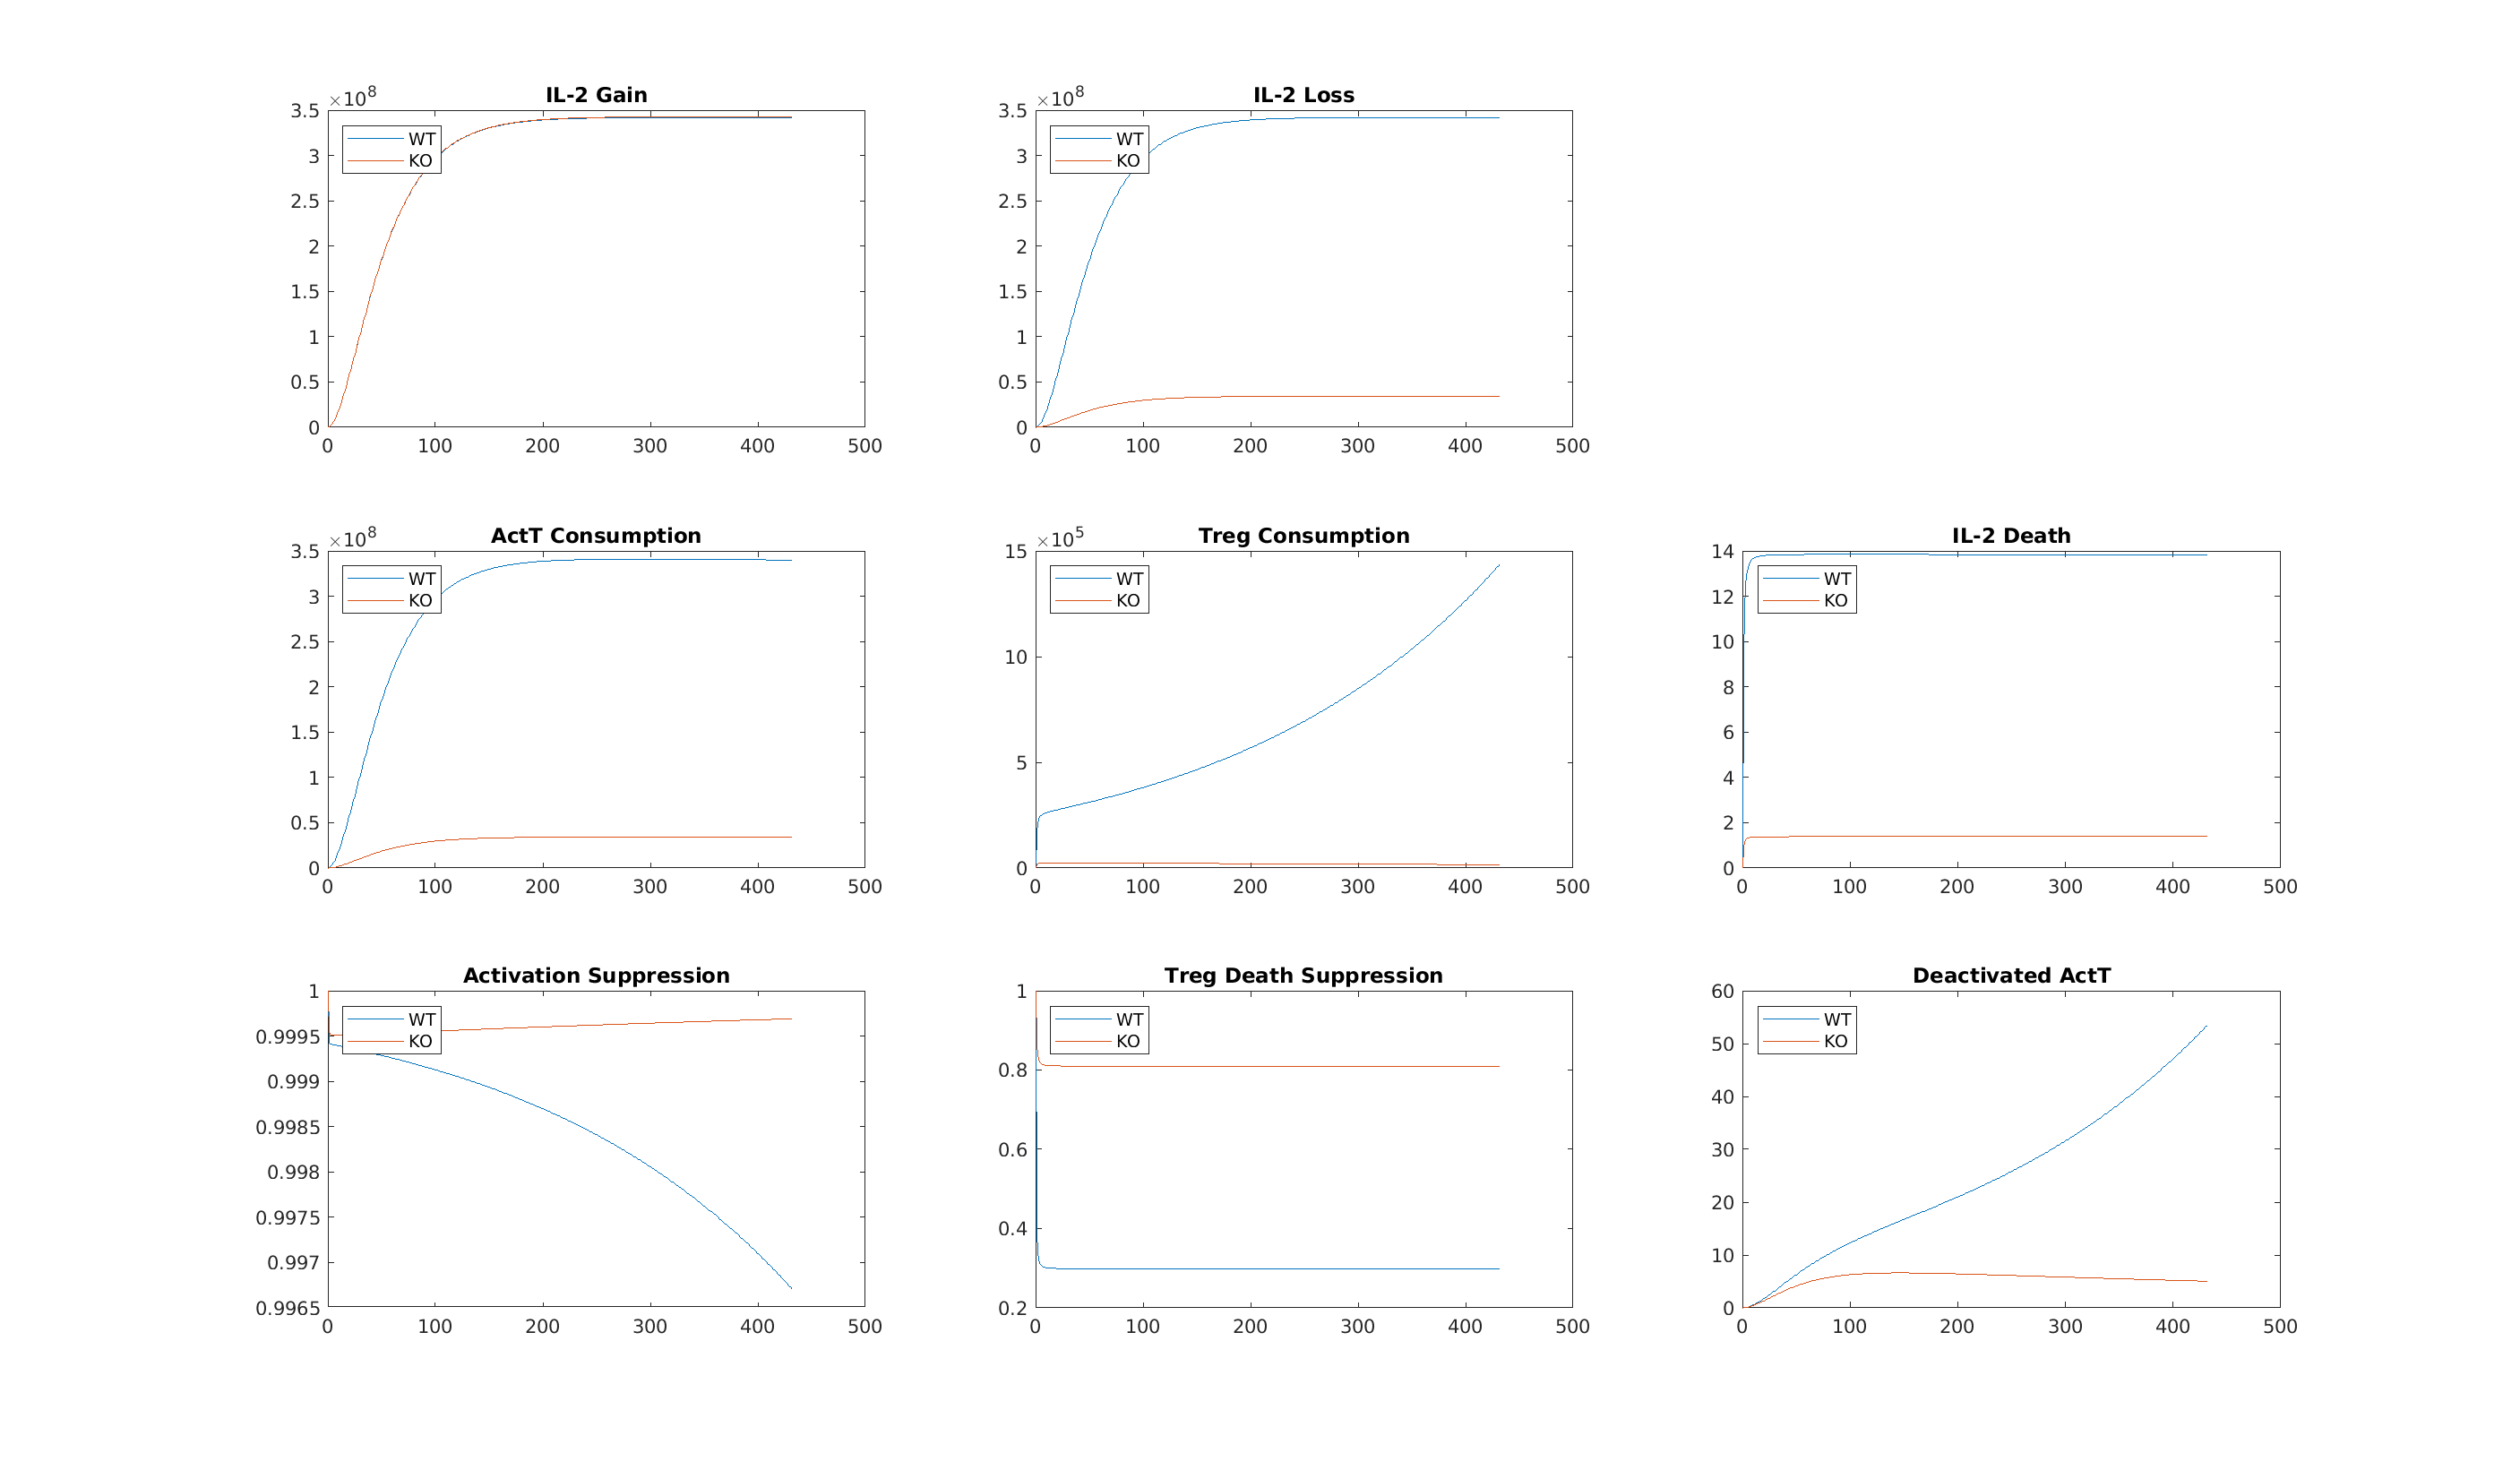 IL-2 Gain
×10^8
3.5
3
2.5
2
1.5
1
0.5
0
0 100 200 300 400 500
WT
KO
IL-2 Loss
×10^8
3.5
3
2.5
2
1.5
1
0.5
0
0 100 200 300 400 500
WT
KO
ActT Consumption
×10^8
3.5
3
2.5
2
1.5
1
0.5
0
0 100 200 300 400 500
WT
KO
Treg Consumption
×10^5
15
10
5
0
0 100 200 300 400 500
WT
KO
IL-2 Death
14
12
10
8
6
4
2
0
0 100 200 300 400 500
WT
KO
Activation Suppression
1
0.9995
0.999
0.9985
0.998
0.9975
0.997
0.9965
0 100 200 300 400 500
WT
KO
Treg Death Suppression
1
0.8
0.6
0.4
0.2
0 100 200 300 400 500
WT
KO
Deactivated ActT
60
50
40
30
20
10
0
0 100 200 300 400 500
WT
KO